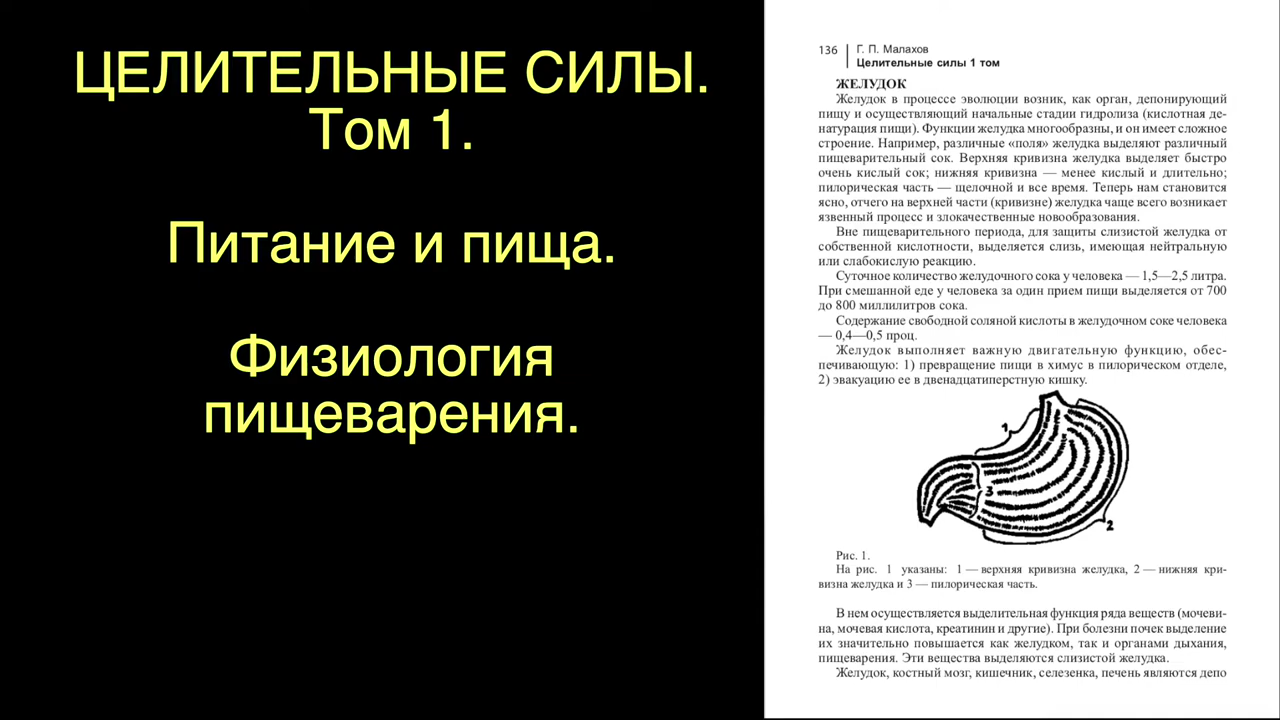 ЦЕЛИТЕЛЬНЫЕ СИЛЫ.
Том 1.
Питание и пища.
Физиология
пищеварения.
136
Г. П. Малахов
Целительные силы 1 том
ЖЕЛУДОК
Желудок в процессе эволюции возник, как орган, депонирующий
пищу и осуществляющий начальные стадии гидролиза (кислотная де-
натурация пищи). Функции желудка многообразны, и он имеет сложное
строение. Например, различные «поля» желудка выделяют различный
пищеварительный сок. Верхняя кривизна желудка выделяет быстро
очень кислый сок; нижняя кривизна — менее кислый и длительно;
пилорическая часть — щелочной и все время. Теперь нам становится
ясно, отчего на верхней части (кривизне) желудка чаще всего возникает
язвенный процесс и злокачественные новообразования.
Вне пищеварительного периода, для защиты слизистой желудка от
собственной кислотности, выделяется слизь, имеющая нейтральную
или слабокислую реакцию.
Суточное количество желудочного сока у человека — 1,5—2,5 литра.
При смешанной еде у человека за один прием пищи выделяется от 700
до 800 миллилитров сока.
Содержание свободной соляной кислоты в желудочном соке человека
— 0,4—0,5 проц.
Желудок выполняет важную двигательную функцию, обес-
печивающую: 1) превращение пищи в химус в пилорическом отделе,
2) эвакуацию ее в двенадцатиперстную кишку.
1
3
2
Рис. 1.
На рис. 1 указаны: 1 — верхняя кривизна желудка, 2 — нижняя кри-
визна желудка и 3 — пилорическая часть.
В нем осуществляется выделительная функция ряда веществ (мочеви-
на, мочевая кислота, креатинин и другие). При болезни почек выделение
их значительно повышается как желудком, так и органами дыхания,
пищеварения. Эти вещества выделяются слизистой желудка.
Желудок, костный мозг, кишечник, селезенка, печень являются депо